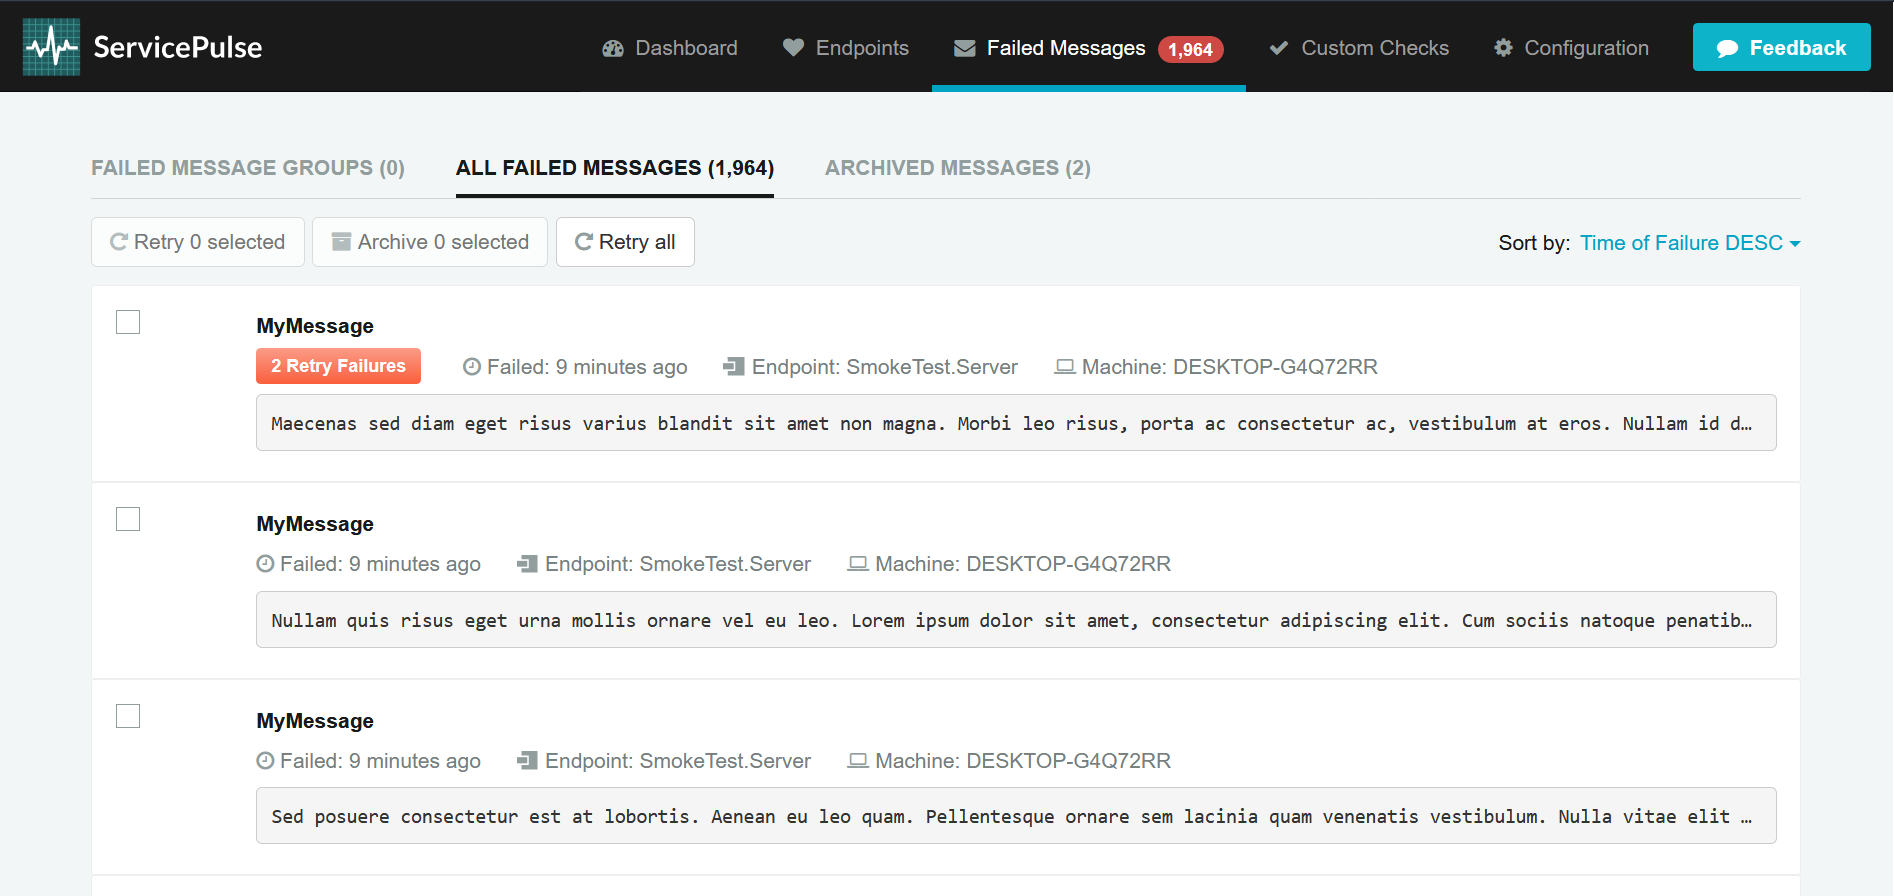 ServicePulse Dashboard Endpoints Failed Messages 1,964 Custom Checks Configuration Feedback
FAILED MESSAGE GROUPS (0) ALL FAILED MESSAGES (1,964) ARCHIVED MESSAGES (2)
Retry 0 selected Archive 0 selected Retry all Sort by: Time of Failure DESC
MyMessage
2 Retry Failures Failed: 9 minutes ago Endpoint: SmokeTest.Server Machine: DESKTOP-G4Q72RR
Maecenas sed diam eget risus varius blandit sit amet non magna. Morbi leo risus, porta ac consectetur ac, vestibulum at eros. Nullam id d…
MyMessage
Failed: 9 minutes ago Endpoint: SmokeTest.Server Machine: DESKTOP-G4Q72RR
Nullam quis risus eget urna mollis ornare vel eu leo. Lorem ipsum dolor sit amet, consectetur adipiscing elit. Cum sociis natoque penatib…
MyMessage
Failed: 9 minutes ago Endpoint: SmokeTest.Server Machine: DESKTOP-G4Q72RR
Sed posuere consectetur est at lobortis. Aenean eu leo quam. Pellentesque ornare sem lacinia quam venenatis vestibulum. Nulla vitae elit …